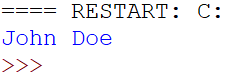 ==== RESTART: C:
John Doe
>>>